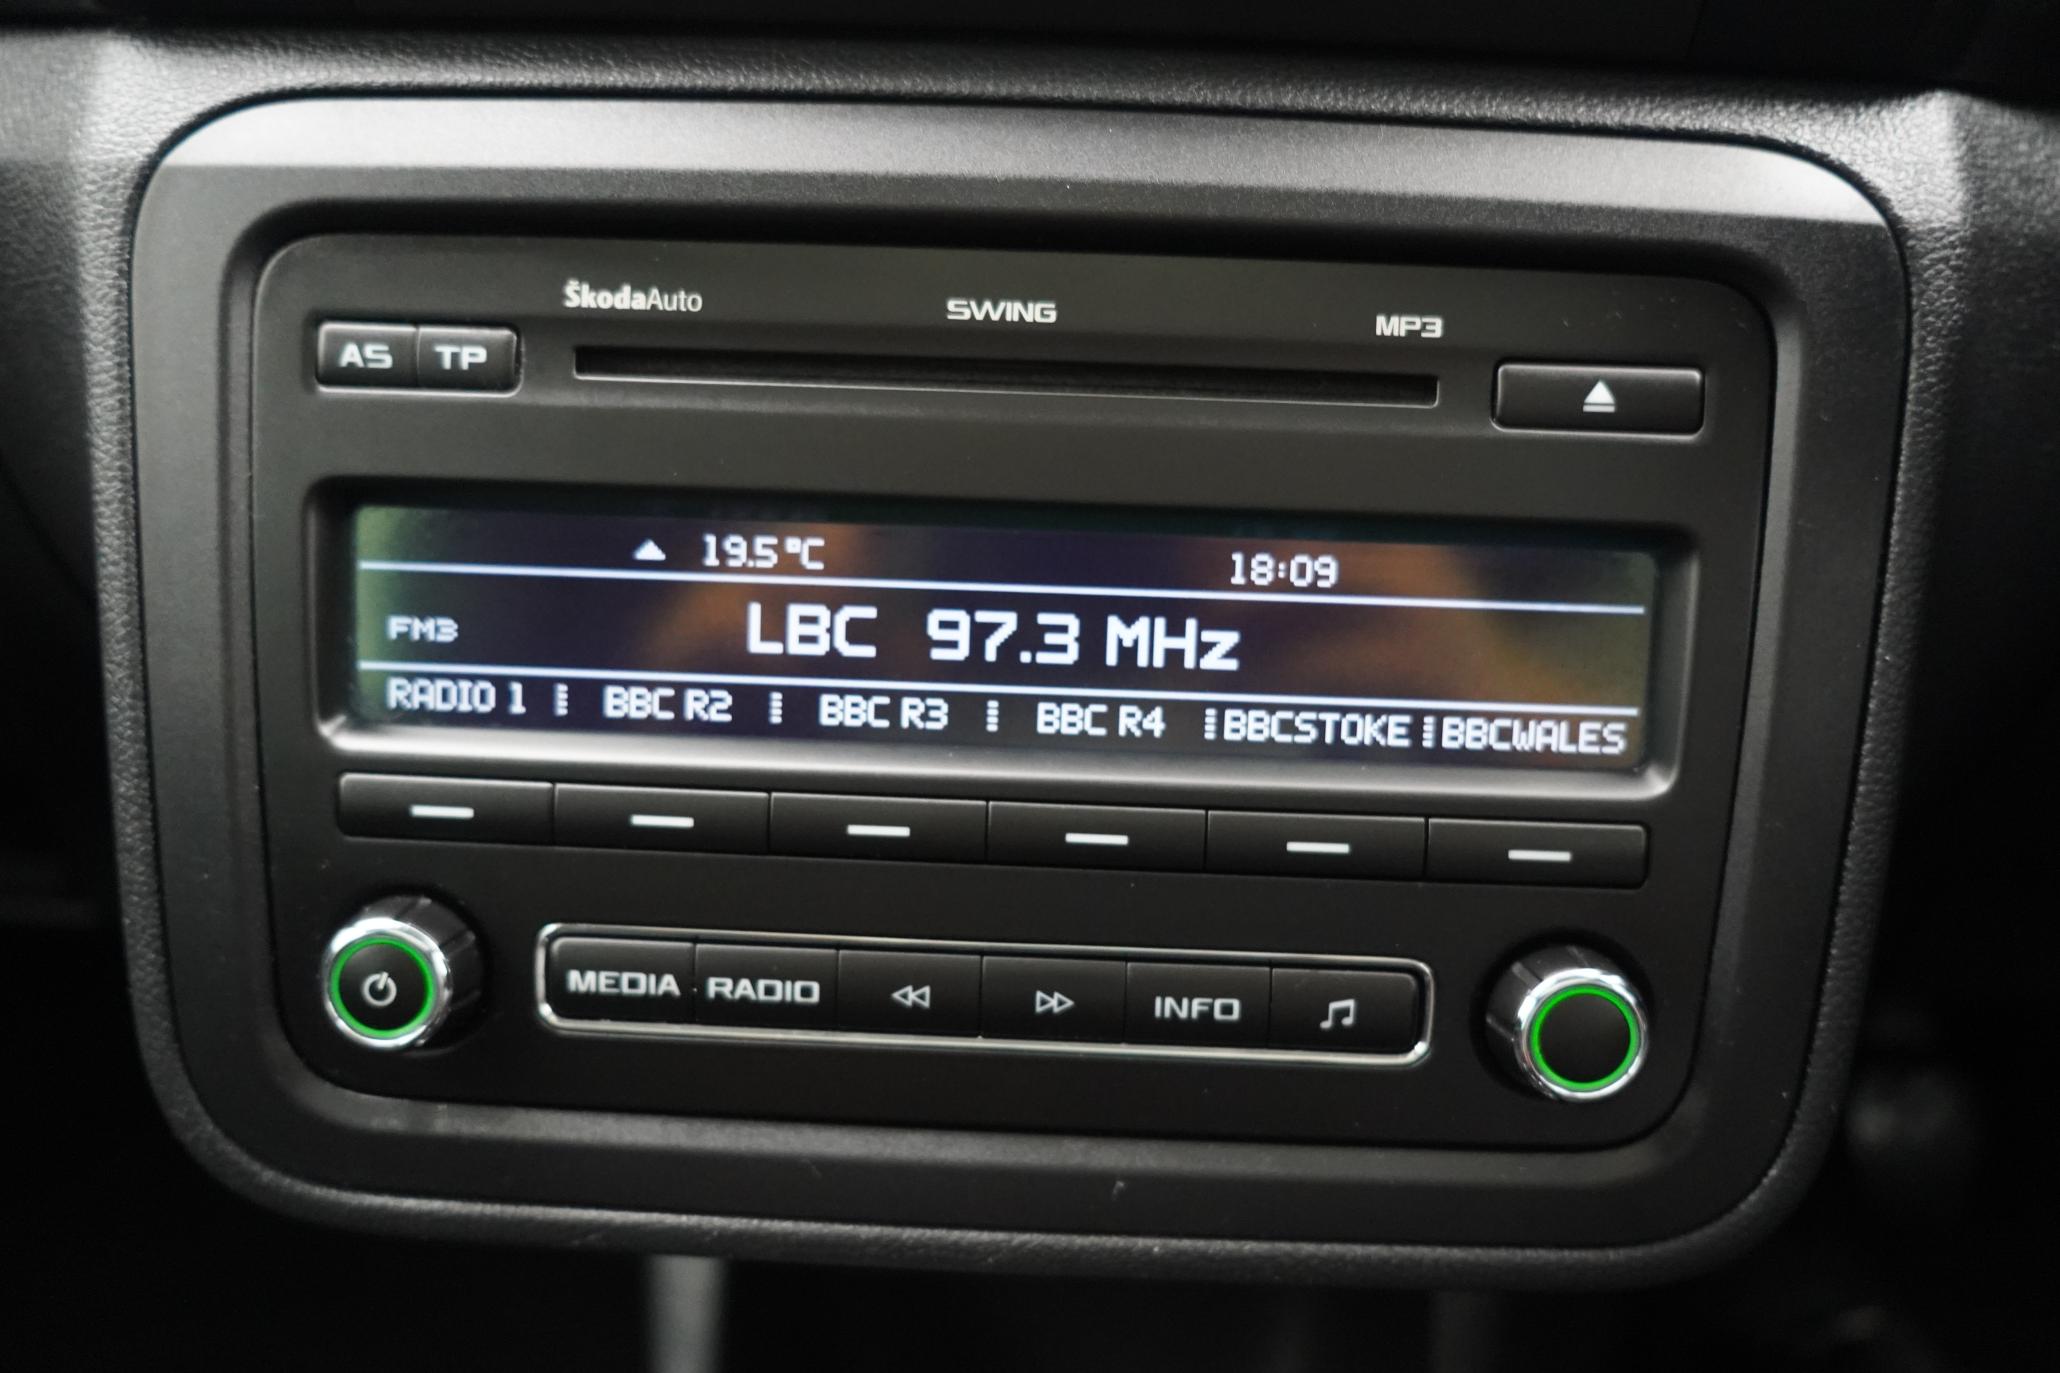 ŠkodaAuto SWING MP3
AS TP
19.5°C 18:09
FM3 LBC 97.3 MHz
RADIO 1 BBC R2 BBC R3 BBC R4 BBCSTOKE BBCWALES
MEDIA RADIO INFO